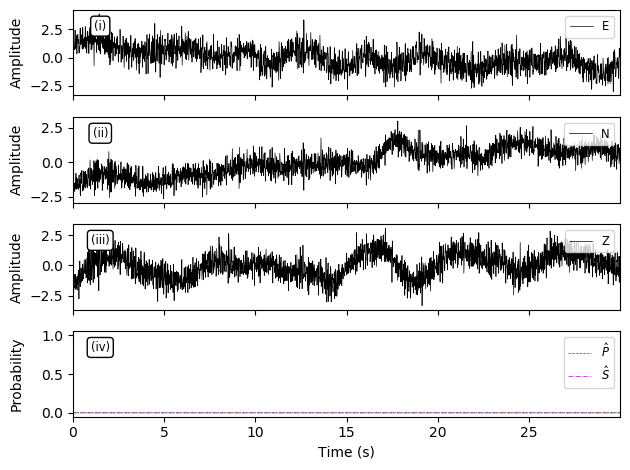 Amplitude
2.5
0.0
−2.5
(i)
E
Amplitude
2.5
0.0
−2.5
(ii)
N
Amplitude
2.5
0.0
−2.5
(iii)
Z
Probability
1.0
0.5
0.0
(iv)
P̂
Ŝ
0 5 10 15 20 25
Time (s)